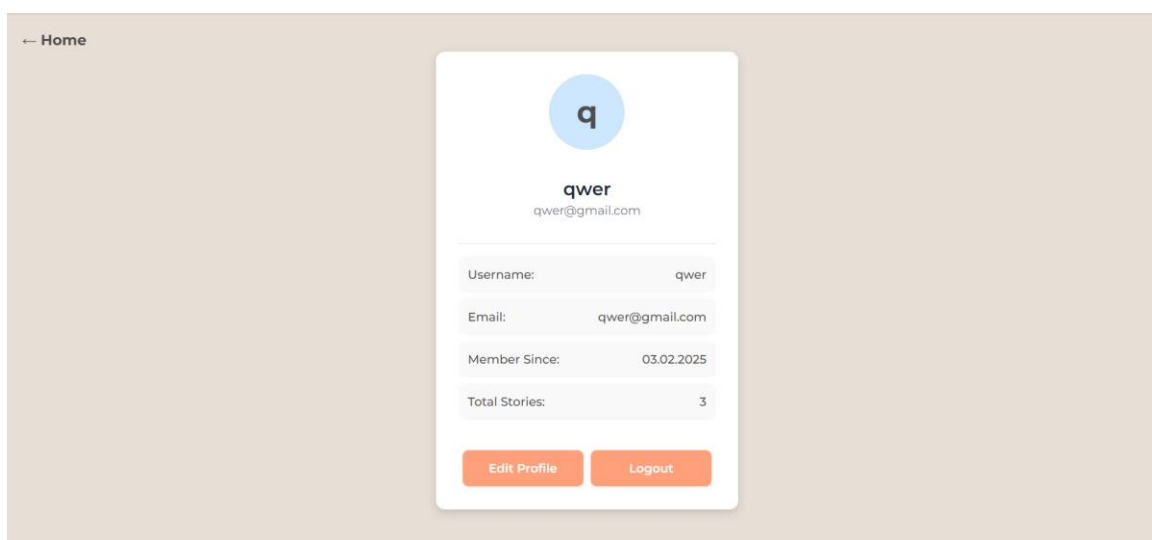 ← Home
q
qwer
qwer@gmail.com
Username: qwer
Email: qwer@gmail.com
Member Since: 03.02.2025
Total Stories: 3
Edit Profile Logout